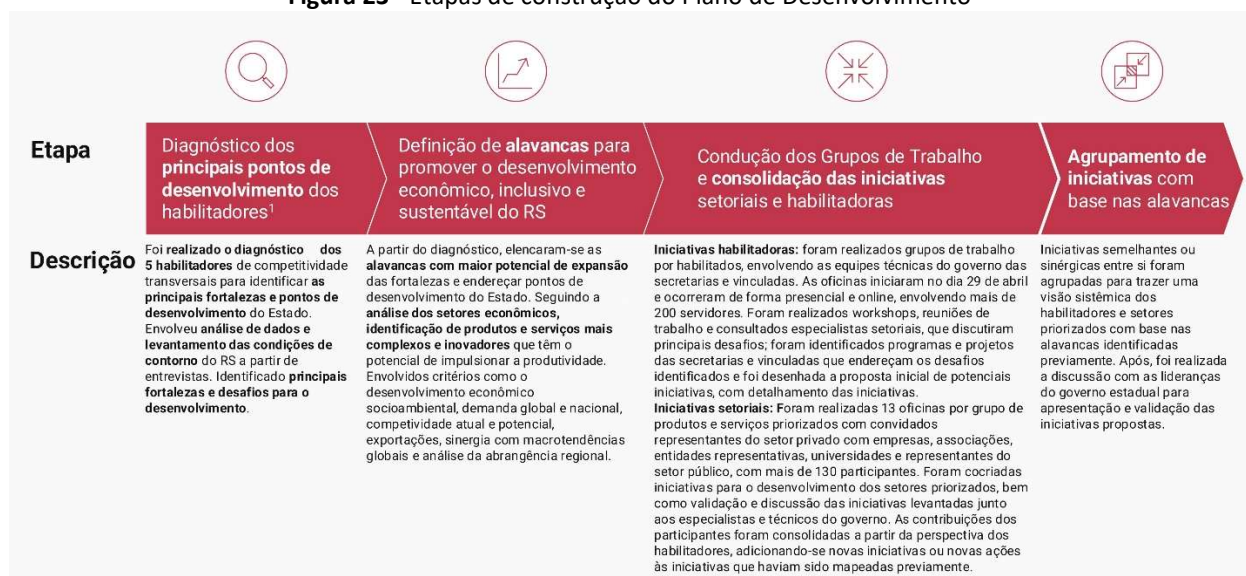 Figura 23 - Etapas de construção do Plano de Desenvolvimento
Etapa
Diagnóstico dos
principais pontos de
desenvolvimento dos
habilitadores¹
Definição de alavancas para
promover o desenvolvimento
econômico, inclusivo e
sustentável do RS
Condução dos Grupos de Trabalho
e consolidação das iniciativas
setoriais e habilitadoras
Agrupamento de
iniciativas com
base nas alavancas
Descrição
Foi realizado o diagnóstico dos
5 habilitadores de competitividade
transversais para identificar as
principais fortalezas e pontos de
desenvolvimento do Estado.
Envolveu análise de dados e
levantamento das condições de
contorno do RS a partir de
entrevistas. Identificado principais
fortalezas e desafios para o
desenvolvimento.
A partir do diagnóstico, elencaram-se as
alavancas com maior potencial de expansão
das fortalezas e endereçar pontos de
desenvolvimento do Estado. Seguindo a
análise dos setores econômicos,
identificação de produtos e serviços mais
complexos e inovadores que têm o
potencial de impulsionar a produtividade.
Envolvidos critérios como o
desenvolvimento econômico
socioambiental, demanda global e nacional,
competividade atual e potencial,
exportações, sinergia com macrotendências
globais e análise da abrangência regional.
Iniciativas habilitadoras: foram realizados grupos de trabalho
por habilitados, envolvendo as equipes técnicas do governo das
secretarias e vinculadas. As oficinas iniciaram no dia 29 de abril
e ocorreram de forma presencial e online, envolvendo mais de
200 servidores. Foram realizados workshops, reuniões de
trabalho e consultados especialistas setoriais, que discutiram
principais desafios; foram identificados programas e projetos
das secretarias e vinculadas que endereçam os desafios
identificados e foi desenhada a proposta inicial de potenciais
iniciativas, com detalhamento das iniciativas.
Iniciativas setoriais: Foram realizadas 13 oficinas por grupo de
produtos e serviços priorizados com convidados
representantes do setor privado com empresas, associações,
entidades representativas, universidades e representantes do
setor público, com mais de 130 participantes. Foram cocriadas
iniciativas para o desenvolvimento dos setores priorizados, bem
como validação e discussão das iniciativas levantadas junto
aos especialistas e técnicos do governo. As contribuições dos
participantes foram consolidadas a partir da perspectiva dos
habilitadores, adicionando-se novas iniciativas ou novas ações
às iniciativas que haviam sido mapeadas previamente.
Iniciativas semelhantes ou
sinérgicas entre si foram
agrupadas para trazer uma
visão sistêmica dos
habilitadores e setores
priorizados com base nas
alavancas identificadas
previamente. Após, foi realizada
a discussão com as lideranças
do governo estadual para
apresentação e validação das
iniciativas propostas.